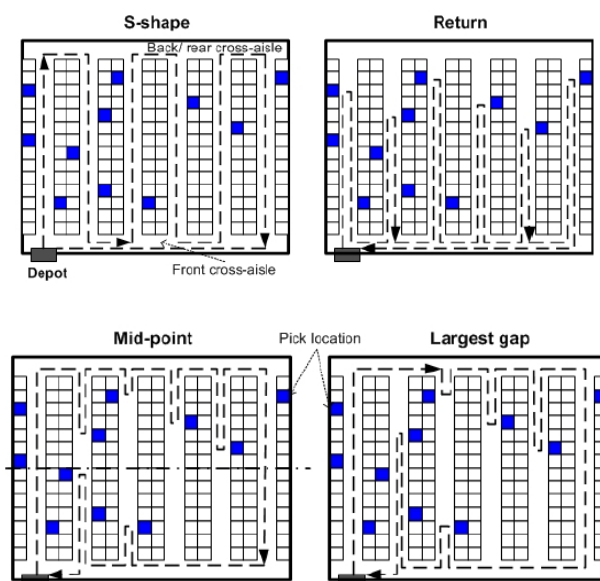 S-shape
Return
Back/ rear cross-aisle
Depot
Front cross-aisle
Mid-point
Pick location
Largest gap